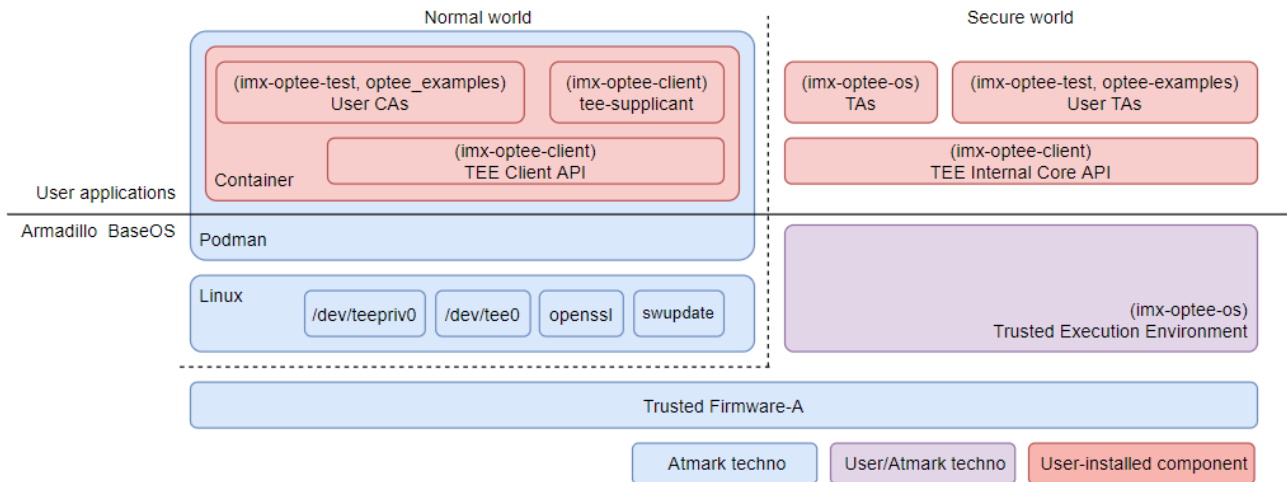 Normal world
Secure world
(imx-optee-test, optee_examples)
User CAs
(imx-optee-client)
tee-supplicant
(imx-optee-os)
TAs
(imx-optee-test, optee-examples)
User TAs
(imx-optee-client)
TEE Client API
(imx-optee-client)
TEE Internal Core API
Container
User applications
Armadillo BaseOS
Podman
Linux
/dev/teepriv0
/dev/tee0
openssl
swupdate
(imx-optee-os)
Trusted Execution Environment
Trusted Firmware-A
Atmark techno
User/Atmark techno
User-installed component